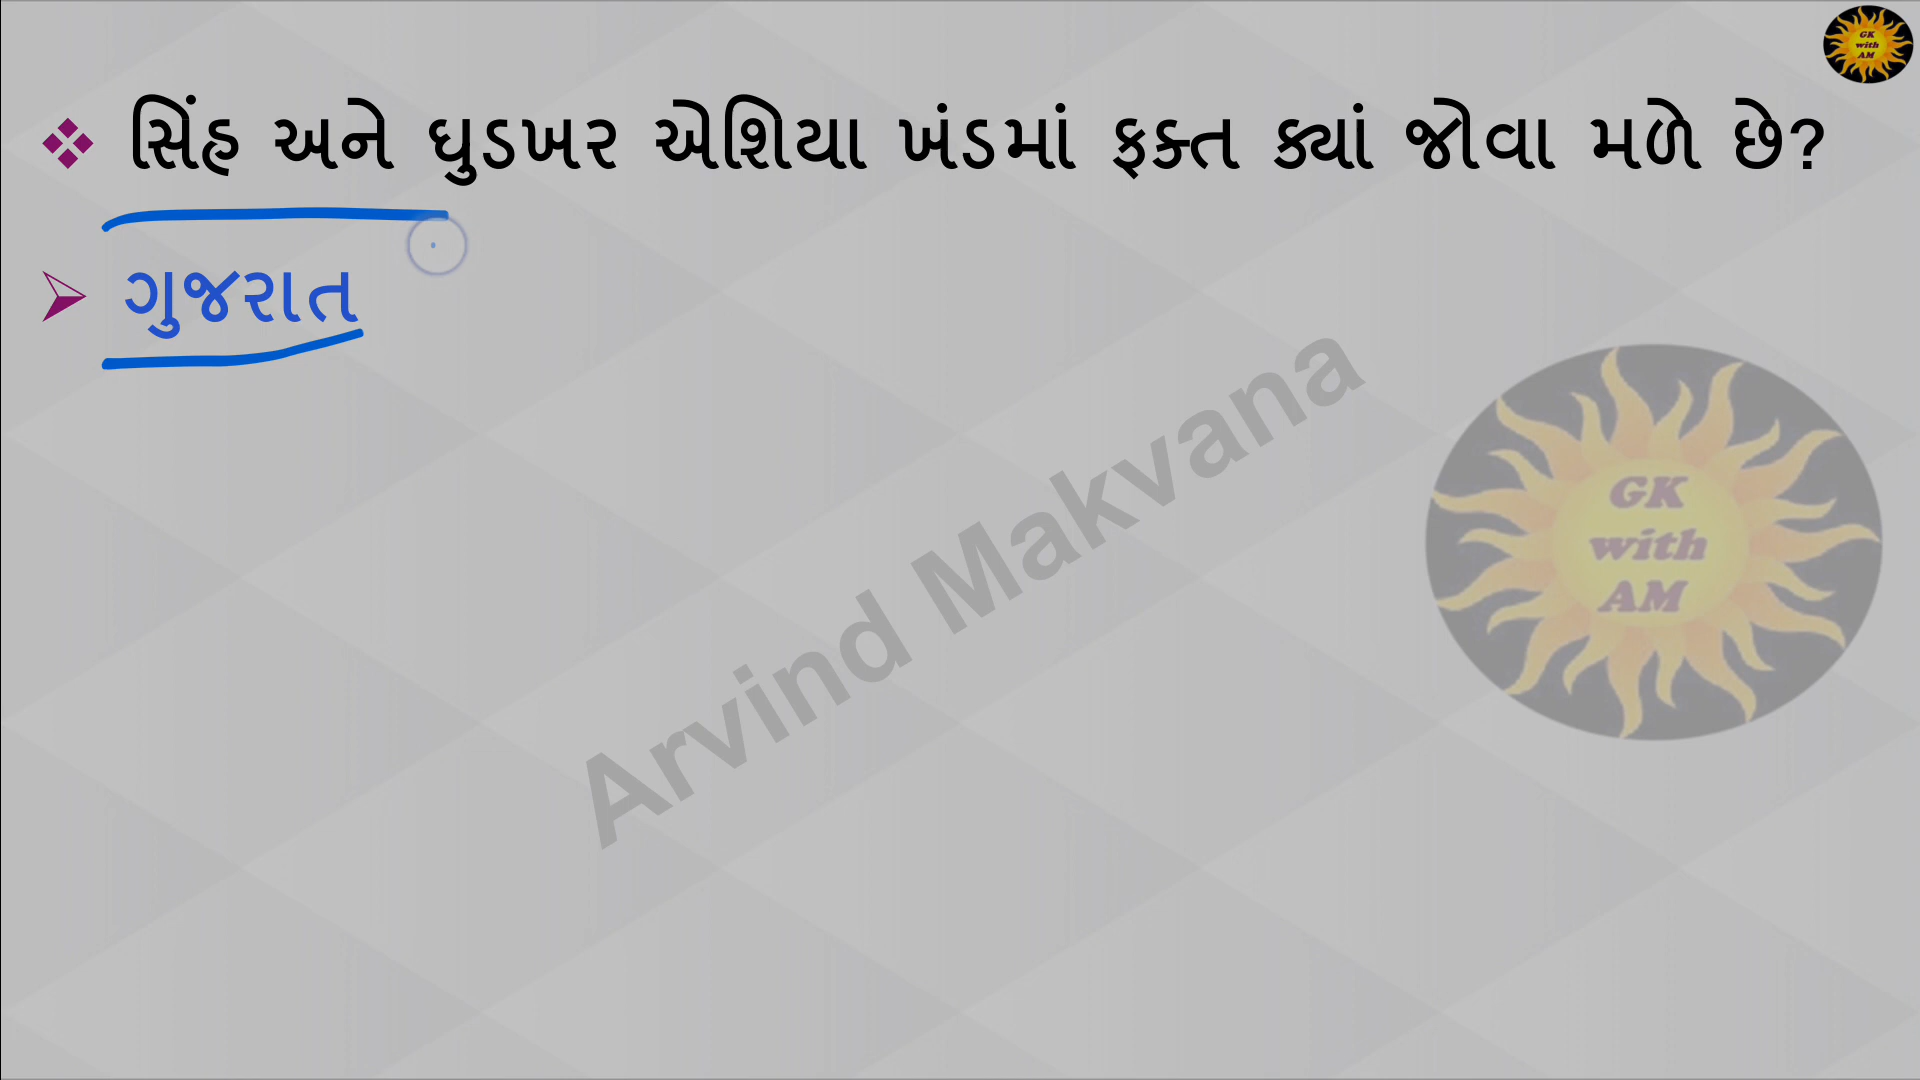 સિંહ અને ઘુડખર એશિયા ખંડમાં ફક્ત ક્યાં જોવા મળે છે?
ગુજરાત
Arvind Makvana
GK
with
AM
GK
with
AM